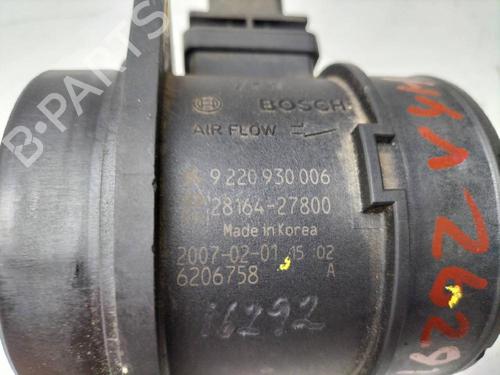 B-PARTS
BOSCH
AIR FLOW
9 220 930 006
28164-27800
Made in Korea
2007-02-01 15 02
6206758 A
16292